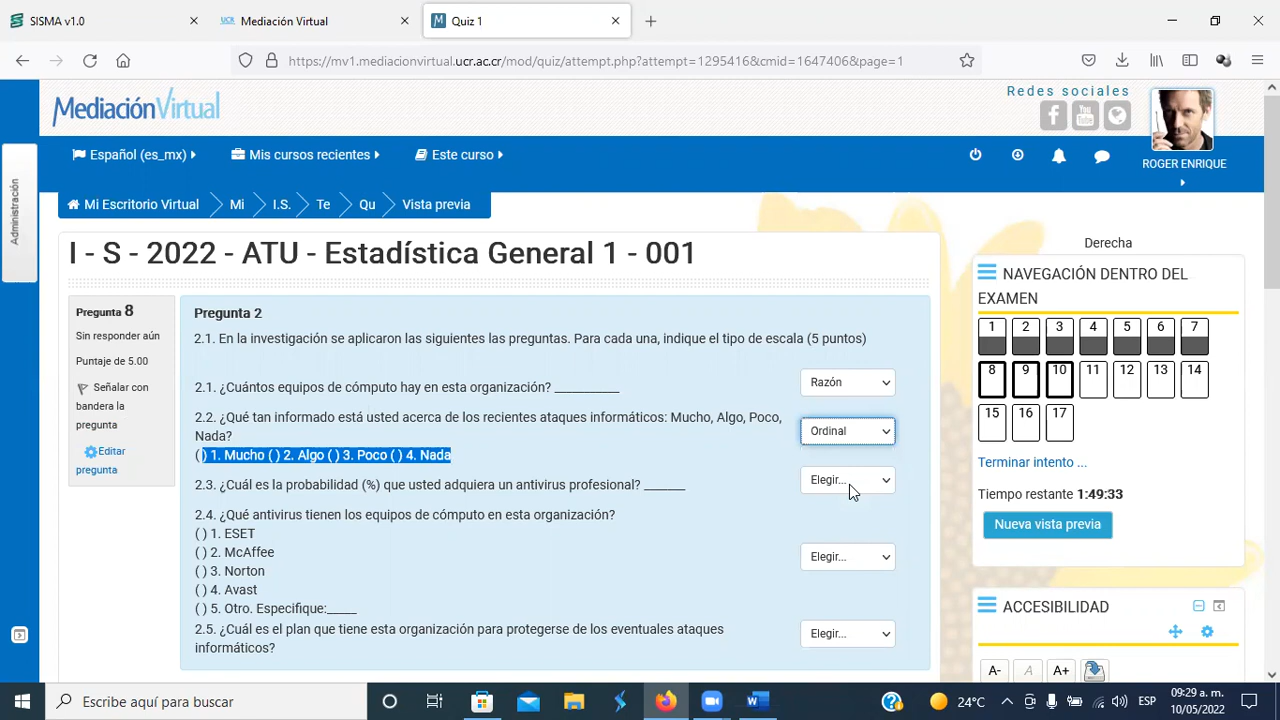 SISMA v1.0
UCR Mediación Virtual
M Quiz 1
https://mv1.mediacionvirtual.ucr.ac.cr/mod/quiz/attempt.php?attempt=1295416&cmid=1647406&page=1
MediaciónVirtual
Redes sociales
You Tube
Español (es_mx)
Mis cursos recientes
Este curso
ROGER ENRIQUE
Administración
Mi Escritorio Virtual
Mi
I.S.
Te
Qu
Vista previa
I - S - 2022 - ATU - Estadística General 1 - 001
Pregunta 8
Sin responder aún
Puntaje de 5.00
Señalar con
bandera la
pregunta
Editar
pregunta
Pregunta 2
2.1. En la investigación se aplicaron las siguientes las preguntas. Para cada una, indique el tipo de escala (5 puntos)
2.1. ¿Cuántos equipos de cómputo hay en esta organización? ___________
Razón
2.2. ¿Qué tan informado está usted acerca de los recientes ataques informáticos: Mucho, Algo, Poco,
Nada?
Ordinal
( ) 1. Mucho ( ) 2. Algo ( ) 3. Poco ( ) 4. Nada
2.3. ¿Cuál es la probabilidad (%) que usted adquiera un antivirus profesional? _______
Elegir...
2.4. ¿Qué antivirus tienen los equipos de cómputo en esta organización?
( ) 1. ESET
( ) 2. McAffee
( ) 3. Norton
( ) 4. Avast
( ) 5. Otro. Especifique:_____
Elegir...
2.5. ¿Cuál es el plan que tiene esta organización para protegerse de los eventuales ataques
informáticos?
Elegir...
Derecha
NAVEGACIÓN DENTRO DEL
EXAMEN
1 2 3 4 5 6 7
8 9 10 11 12 13 14
15 16 17
Terminar intento ...
Tiempo restante 1:49:33
Nueva vista previa
ACCESIBILIDAD
A- A A+
Escribe aquí para buscar
24°C
ESP
09:29 a. m.
10/05/2022